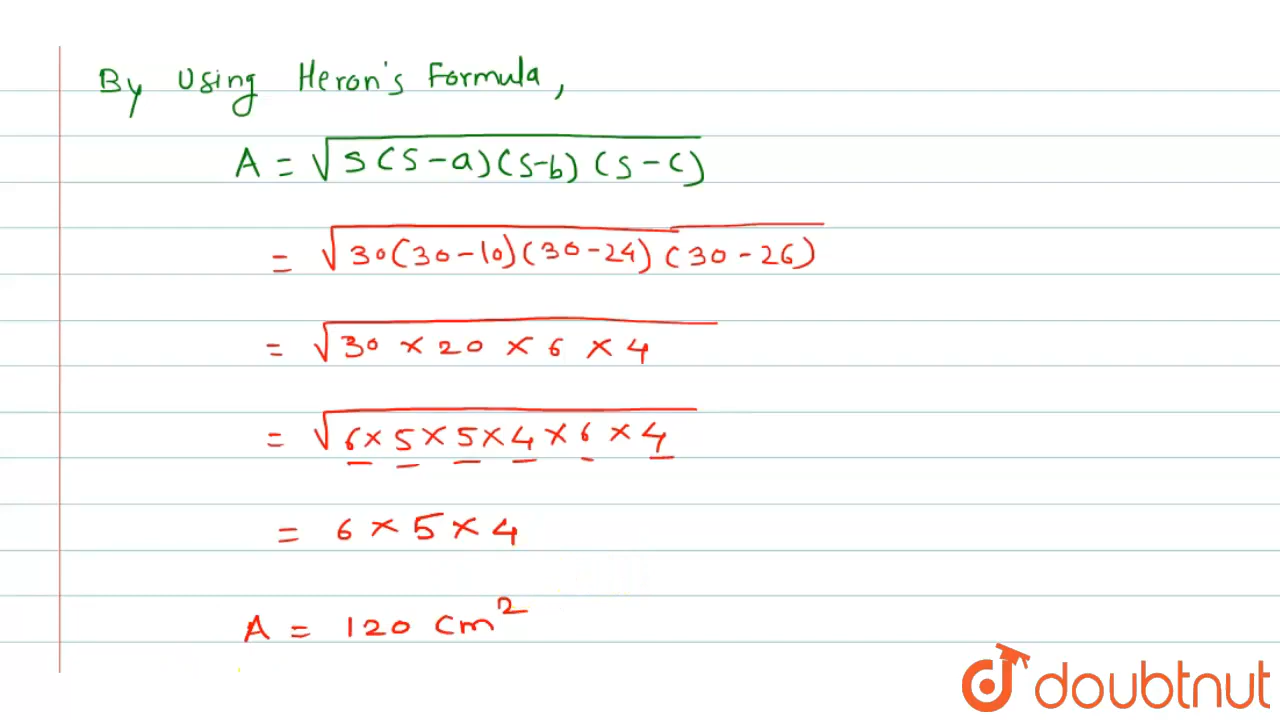 By Using Heron's Formula,
A = √S(S-a)(S-b)(S-c)
= √30(30-10)(30-24)(30-26)
= √30 × 20 × 6 × 4
= √6 × 5 × 5 × 4 × 6 × 4
= 6 × 5 × 4
A = 120 cm²
doubtnut